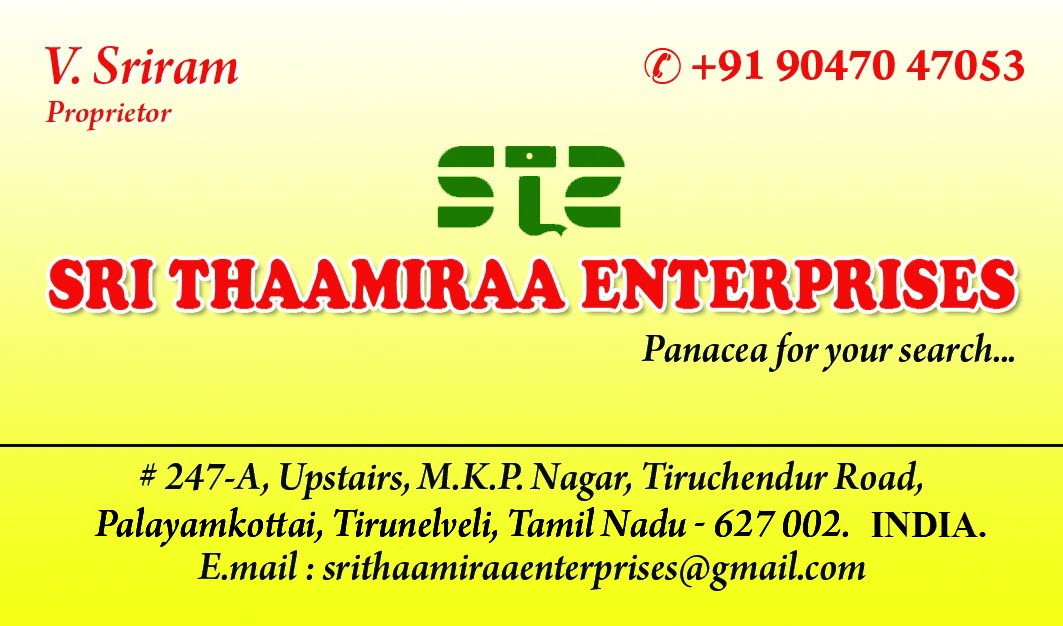 V. Sriram
Proprietor
✆ +91 90470 47053
STE
SRI THAAMIRAA ENTERPRISES
Panacea for your search...
# 247-A, Upstairs, M.K.P. Nagar, Tiruchendur Road,
Palayamkottai, Tirunelveli, Tamil Nadu - 627 002. INDIA.
E.mail : srithaamiraaenterprises@gmail.com